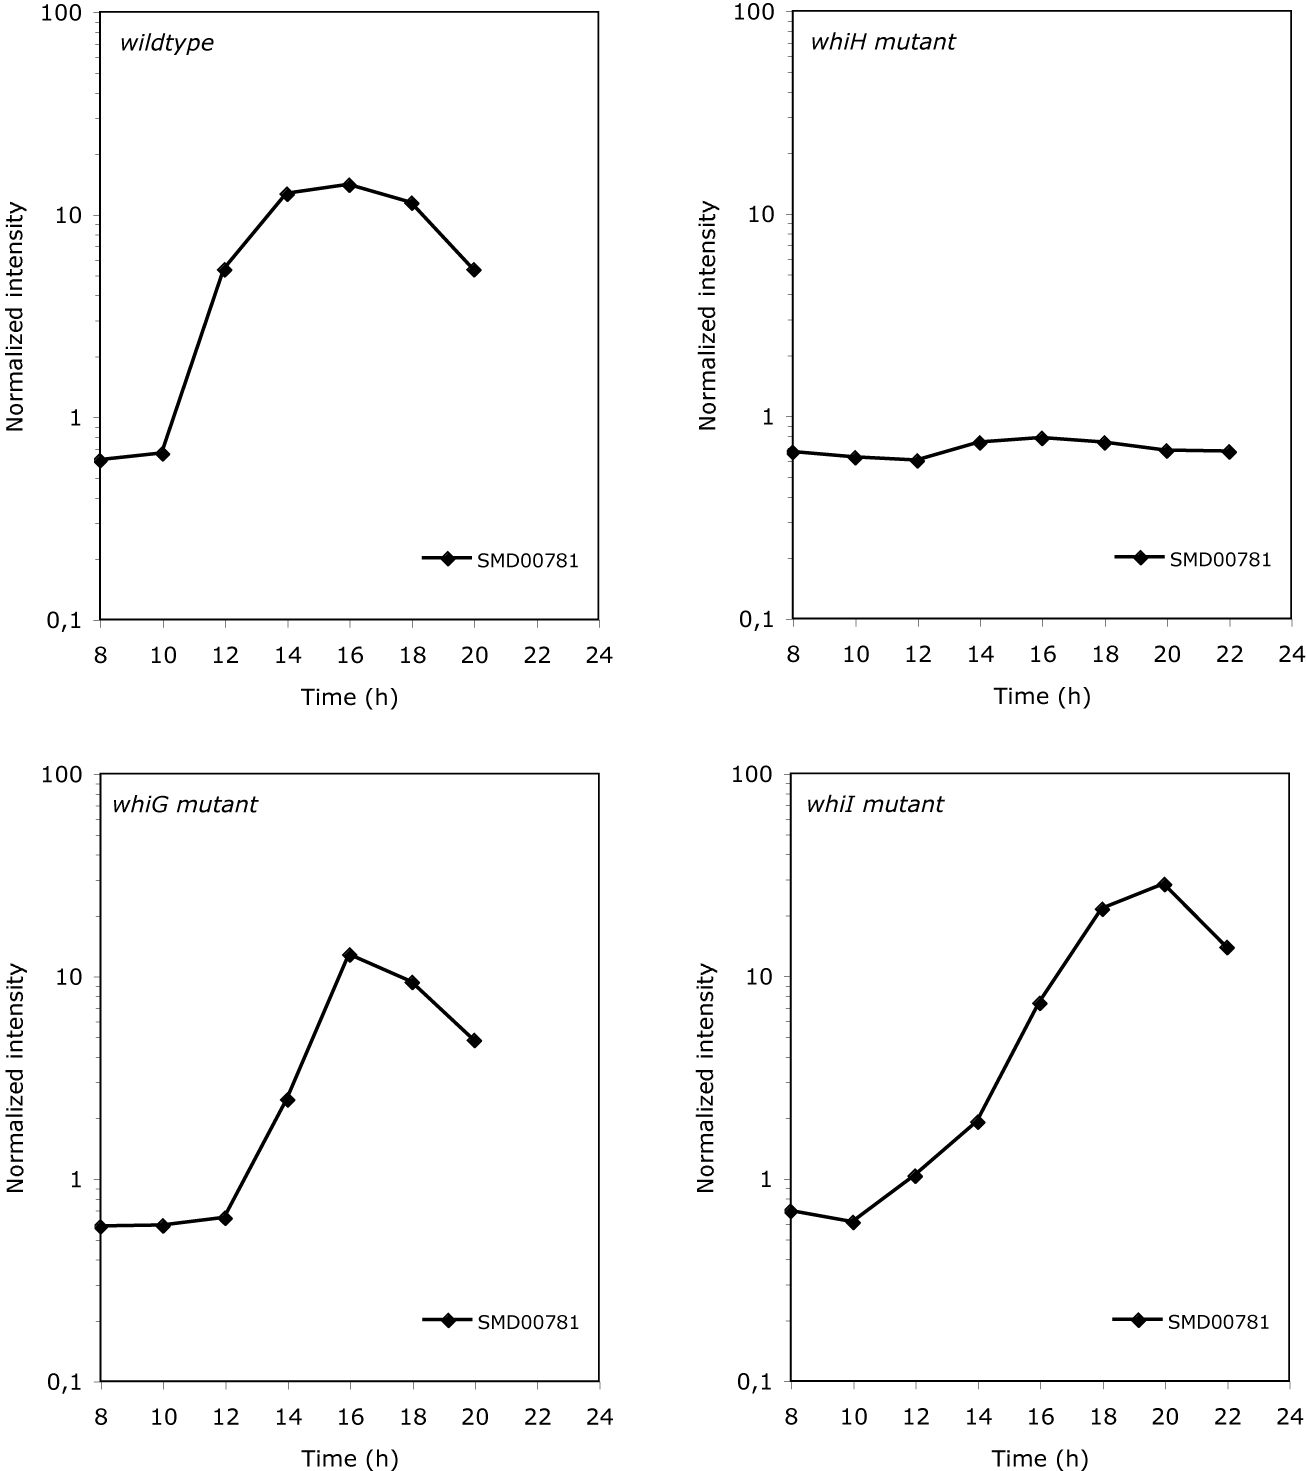 wildtype
100
10
1
0,1
Normalized intensity
SMD00781
8 10 12 14 16 18 20 22 24
Time (h)
whiH mutant
100
10
1
0,1
Normalized intensity
SMD00781
8 10 12 14 16 18 20 22 24
Time (h)
whiG mutant
100
10
1
0,1
Normalized intensity
SMD00781
8 10 12 14 16 18 20 22 24
Time (h)
whiI mutant
100
10
1
0,1
Normalized intensity
SMD00781
8 10 12 14 16 18 20 22 24
Time (h)